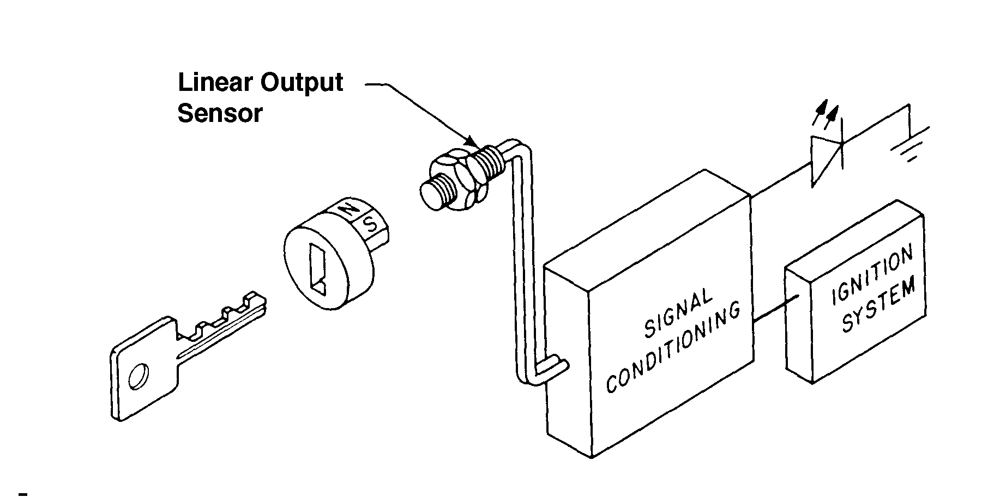 Linear Output
Sensor
N
S
SIGNAL
CONDITIONING
IGNITION
SYSTEM